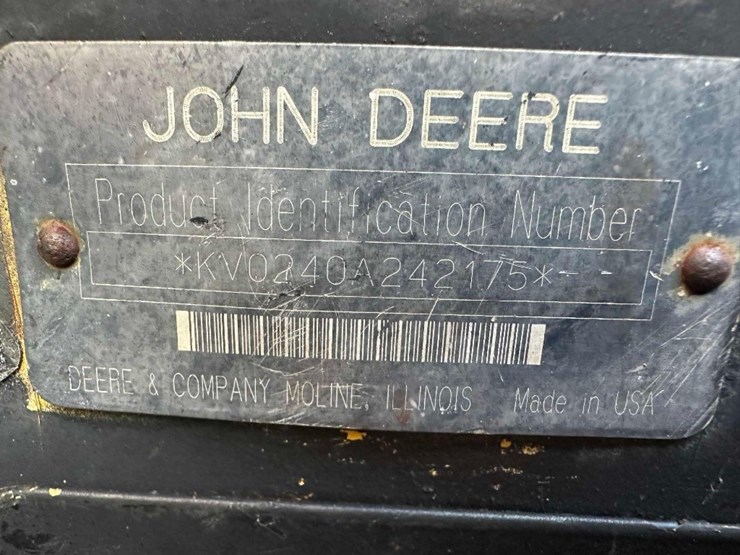 JOHN DEERE
Product Identification Number
*KV0240A242175*--
DEERE & COMPANY MOLINE, ILLINOIS Made in USA